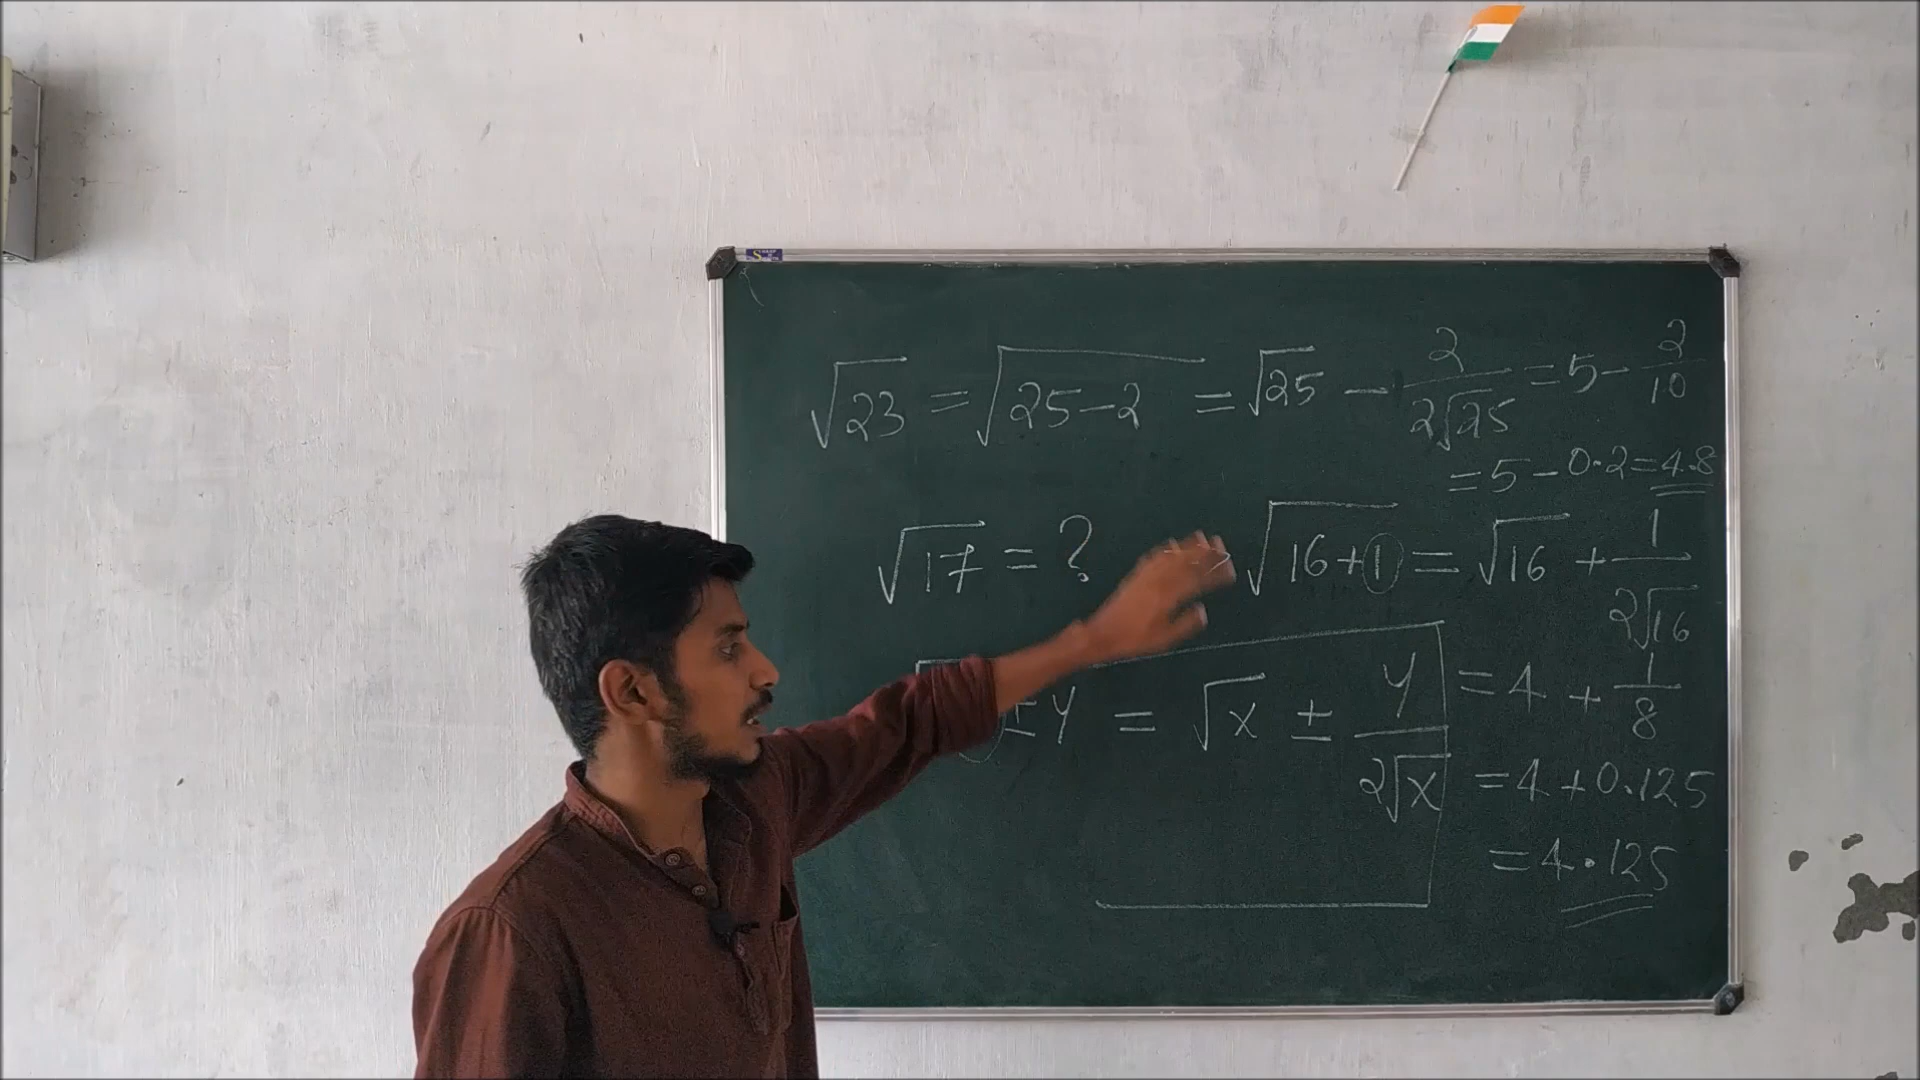 √23 = √25-2 = √25 - 2/2√25 = 5 - 2/10
= 5 - 0.2 = 4.8
√17 = ? ⇒ √16+1 = √16 + 1/2√16
± y = √x ± y/2√x
= 4 + 1/8
= 4 + 0.125
= 4.125